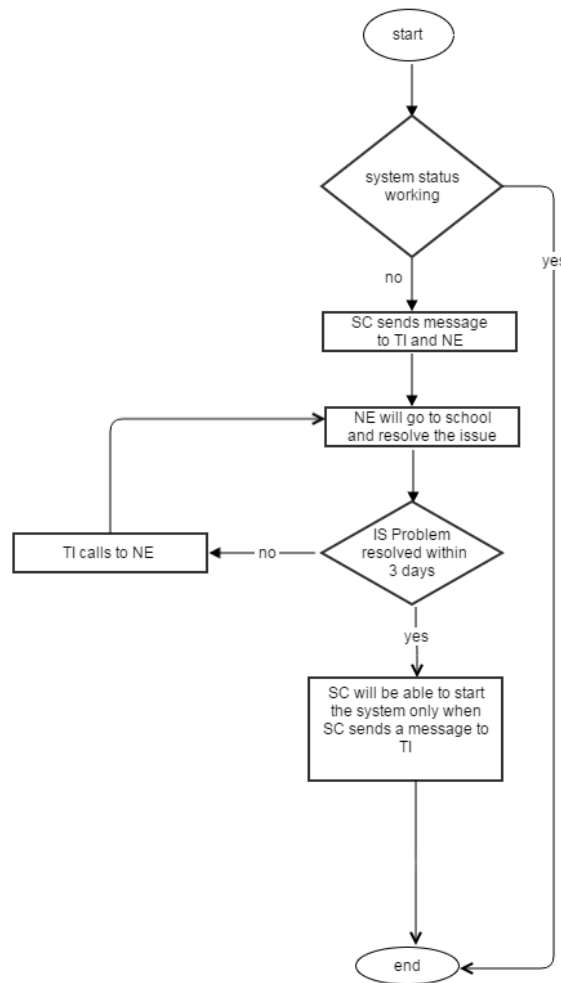 start
system status
working
yes
no
SC sends message
to TI and NE
NE will go to school
and resolve the issue
IS Problem
resolved within
3 days
no
TI calls to NE
yes
SC will be able to start
the system only when
SC sends a message to
TI
end